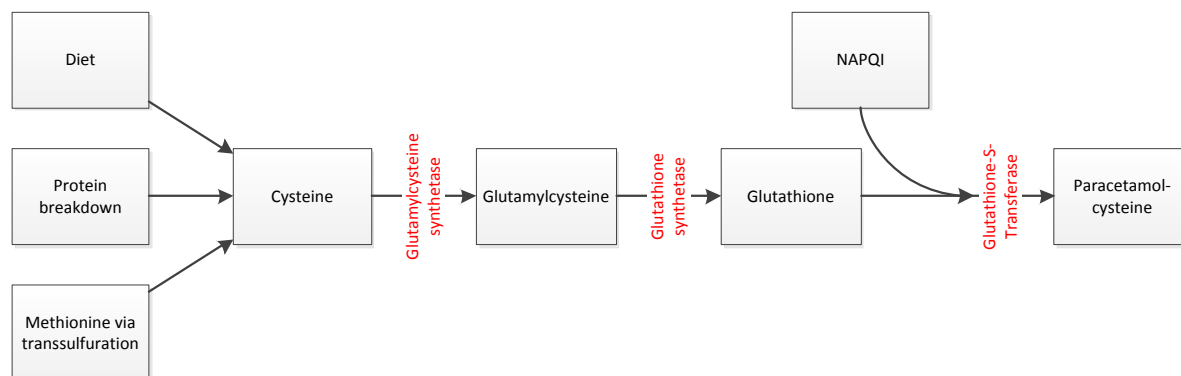 Diet
NAPQI
Protein
breakdown
Cysteine
Glutamylcysteine
synthetase
Glutamylcysteine
Glutathione
synthetase
Glutathione
Glutathione-S-
Transferase
Paracetamol-
cysteine
Methionine via
transsulfuration